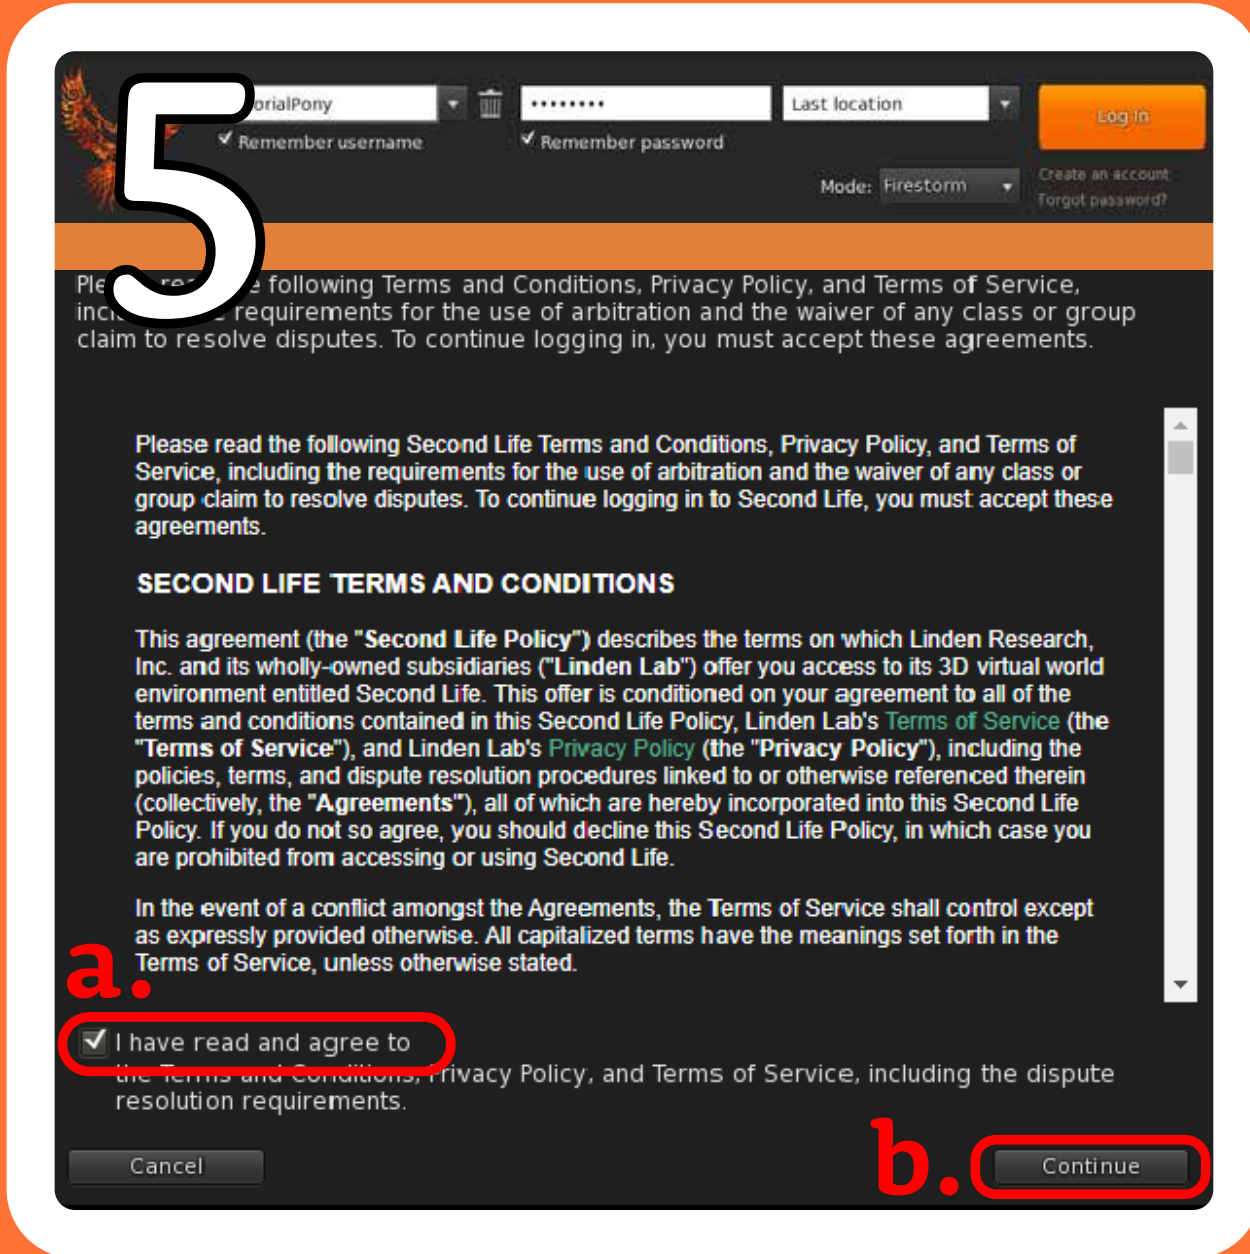 5
orialPony
••••••••
Last location
Log In
Remember username
Remember password
Mode: Firestorm
Create an account
Forgot password?
following Terms and Conditions, Privacy Policy, and Terms of Service,
requirements for the use of arbitration and the waiver of any class or group
claim to resolve disputes. To continue logging in, you must accept these agreements.
Please read the following Second Life Terms and Conditions, Privacy Policy, and Terms of
Service, including the requirements for the use of arbitration and the waiver of any class or
group claim to resolve disputes. To continue logging in to Second Life, you must accept these
agreements.
SECOND LIFE TERMS AND CONDITIONS
This agreement (the "Second Life Policy") describes the terms on which Linden Research,
Inc. and its wholly-owned subsidiaries ("Linden Lab") offer you access to its 3D virtual world
environment entitled Second Life. This offer is conditioned on your agreement to all of the
terms and conditions contained in this Second Life Policy, Linden Lab's Terms of Service (the
"Terms of Service"), and Linden Lab's Privacy Policy (the "Privacy Policy"), including the
policies, terms, and dispute resolution procedures linked to or otherwise referenced therein
(collectively, the "Agreements"), all of which are hereby incorporated into this Second Life
Policy. If you do not so agree, you should decline this Second Life Policy, in which case you
are prohibited from accessing or using Second Life.
In the event of a conflict amongst the Agreements, the Terms of Service shall control except
as expressly provided otherwise. All capitalized terms have the meanings set forth in the
Terms of Service, unless otherwise stated.
a.
I have read and agree to
the Terms and Conditions, Privacy Policy, and Terms of Service, including the dispute
resolution requirements.
Cancel
b.
Continue